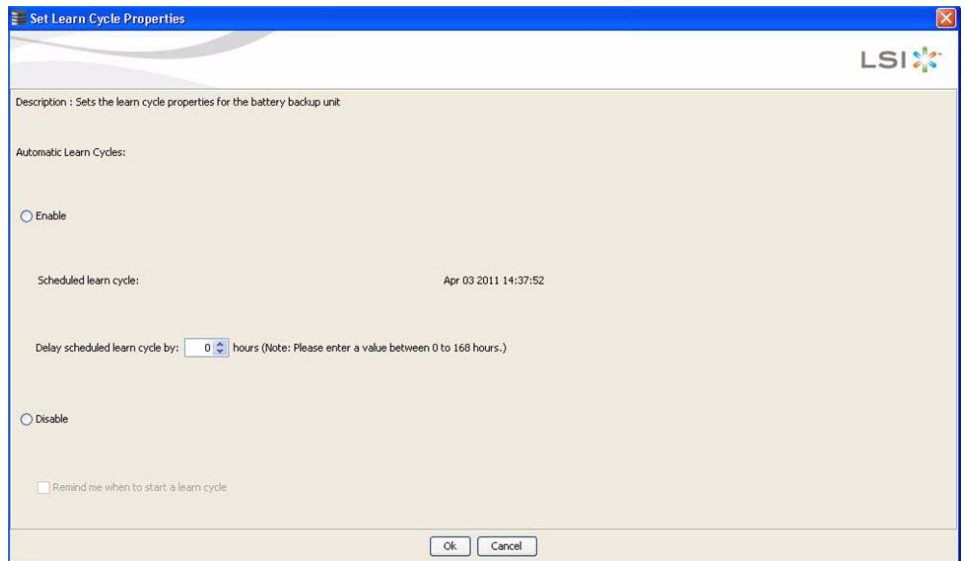 Set Learn Cycle Properties
LSI
Description : Sets the learn cycle properties for the battery backup unit
Automatic Learn Cycles:
Enable
Scheduled learn cycle: Apr 03 2011 14:37:52
Delay scheduled learn cycle by: 0 hours (Note: Please enter a value between 0 to 168 hours.)
Disable
Remind me when to start a learn cycle
Ok Cancel